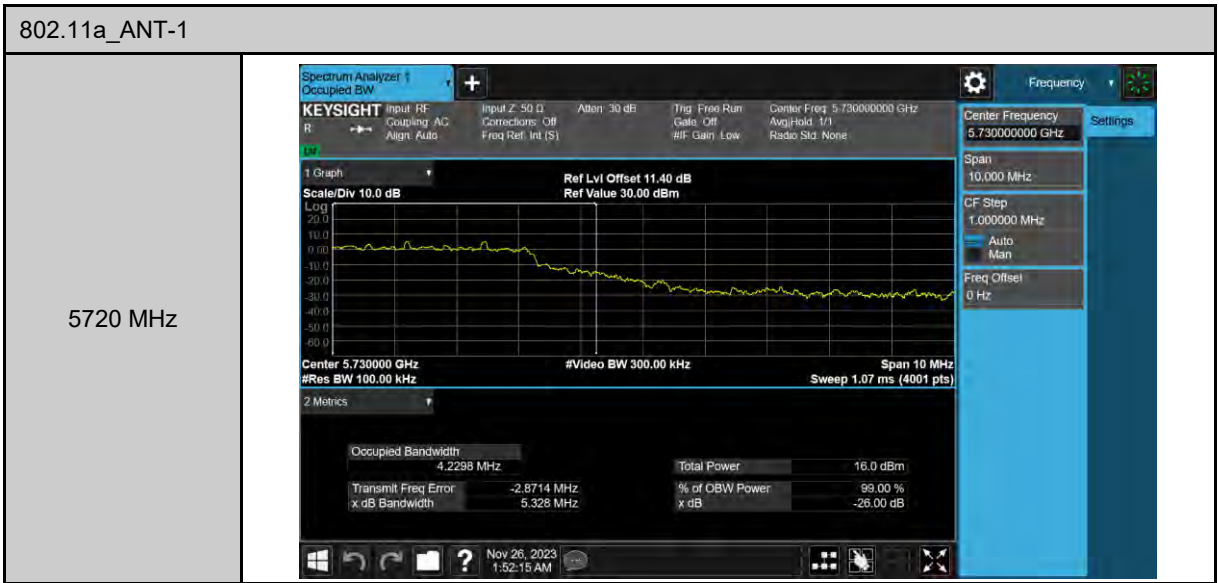 802.11a_ANT-1
5720 MHz
Spectrum Analyzer 1
Occupied BW
Frequency
KEYSIGHT
R
Input: RF
Coupling: AC
Align: Auto
Input Z: 50 Ω
Corrections: Off
Freq Ref: Int (S)
Atten: 30 dB
Trig: Free Run
Gate: Off
#IF Gain: Low
Center Freq: 5.730000000 GHz
Avg|Hold: 1/1
Radio Std: None
1 Graph
Scale/Div 10.0 dB
Ref Lvl Offset 11.40 dB
Ref Value 30.00 dBm
Log
20.0
10.0
0.00
-10.0
-20.0
-30.0
-40.0
-50.0
-60.0
Center 5.730000 GHz
#Res BW 100.00 kHz
#Video BW 300.00 kHz
Span 10 MHz
Sweep 1.07 ms (4001 pts)
2 Metrics
Occupied Bandwidth
4.2298 MHz
Total Power 16.0 dBm
Transmit Freq Error -2.8714 MHz
% of OBW Power 99.00 %
x dB Bandwidth 5.328 MHz
x dB -26.00 dB
Center Frequency
5.730000000 GHz
Settings
Span
10.000 MHz
CF Step
1.000000 MHz
Auto
Man
Freq Offset
0 Hz
?
Nov 26, 2023
1:52:15 AM